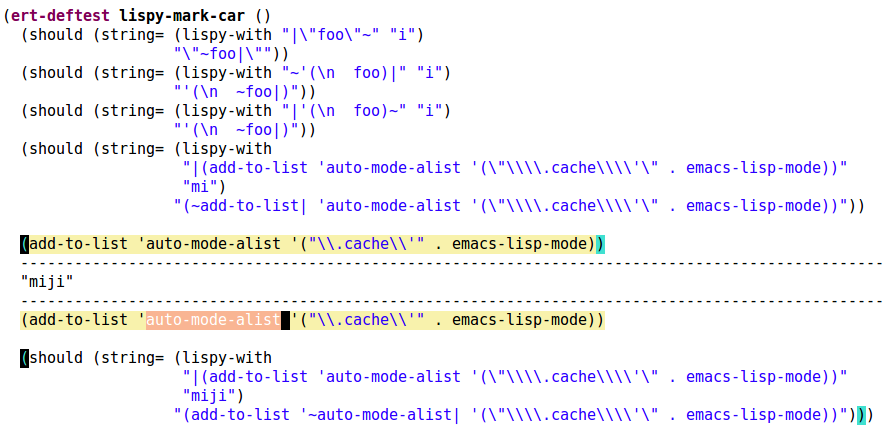 (ert-deftest lispy-mark-car ()
  (should (string= (lispy-with "|\"foo\"~" "i")
                   "\"~foo|\""))
  (should (string= (lispy-with "~'(\n  foo)|" "i")
                   "'(\n  ~foo|)"))
  (should (string= (lispy-with "|'(\n  foo)~" "i")
                   "'(\n  ~foo|)"))
  (should (string= (lispy-with
                    "|(add-to-list 'auto-mode-alist '(\"\\\\.cache\\\\'\" . emacs-lisp-mode))"
                    "mi")
                   "(~add-to-list| 'auto-mode-alist '(\"\\\\.cache\\\\'\" . emacs-lisp-mode))"))
  (add-to-list 'auto-mode-alist '("\\.cache\\'" . emacs-lisp-mode))
  ------------------------------------------------------------------------------------------------
  "miji"
  ------------------------------------------------------------------------------------------------
  (add-to-list 'auto-mode-alist '("\\.cache\\'" . emacs-lisp-mode))
  (should (string= (lispy-with
                    "|(add-to-list 'auto-mode-alist '(\"\\\\.cache\\\\'\" . emacs-lisp-mode))"
                    "miji")
                   "(add-to-list '~auto-mode-alist| '(\"\\\\.cache\\\\'\" . emacs-lisp-mode))")))